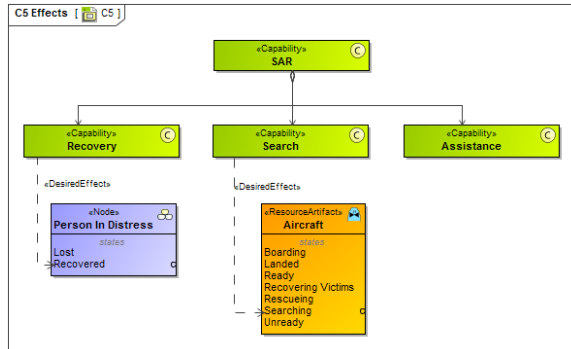 C5 Effects [ C5 ]
«Capability»
SAR
C
«Capability»
Recovery
C
«Capability»
Search
C
«Capability»
Assistance
C
«DesiredEffect»
«DesiredEffect»
«Node»
Person In Distress
states
Lost
Recovered
«ResourceArtifact»
Aircraft
states
Boarding
Landed
Ready
Recovering Victims
Rescueing
Searching
Unready